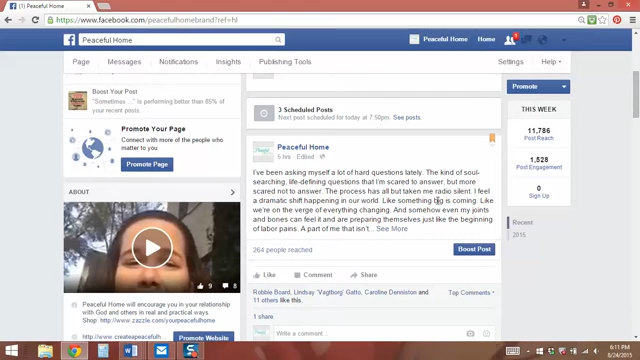 Peaceful Home
https://www.facebook.com/peacefulhomebrand?ref=hl
Peaceful Home
Peaceful Home
Home
Page
Messages
Notifications
Insights
Publishing Tools
Settings
Help
Boost Your Post
"Sometimes ..." is performing better than 85% of
your recent posts.
Promote Your Page
Connect with more of the people who
matter to you
Promote Page
ABOUT
9
8
Peaceful Home will encourage you in your relationship
with God and others in real and practical ways
Shop: http://www.zazzle.com/yourpeacefulhome
Promote Website
3 Scheduled Posts
Next post scheduled for today at 7:50pm. See posts.
Peaceful Home
5 hrs · Edited ·
I've been asking myself a lot of hard questions lately. The kind of soul-
searching, life-defining questions that I'm scared to answer, but more
scared not to answer. The process has all but taken me radio silent. I feel
a dramatic shift happening in our world. Like something big is coming. Like
we're on the verge of everything changing. And somehow even my joints
and bones can feel it and are preparing themselves just like the beginning
of labor pains. A part of me that isn't... See More
264 people reached
Boost Post
Like
Comment
Share
Robbie Board, Lindsay 'Vagtborg' Gatto, Caroline Denniston and
11 others like this.
Top Comments
1 share
Write a comment...
Promote
THIS WEEK
11,786
Post Reach
1,528
Post Engagement
0
Sign Up
Recent
2015
6:11 PM
8/24/2015